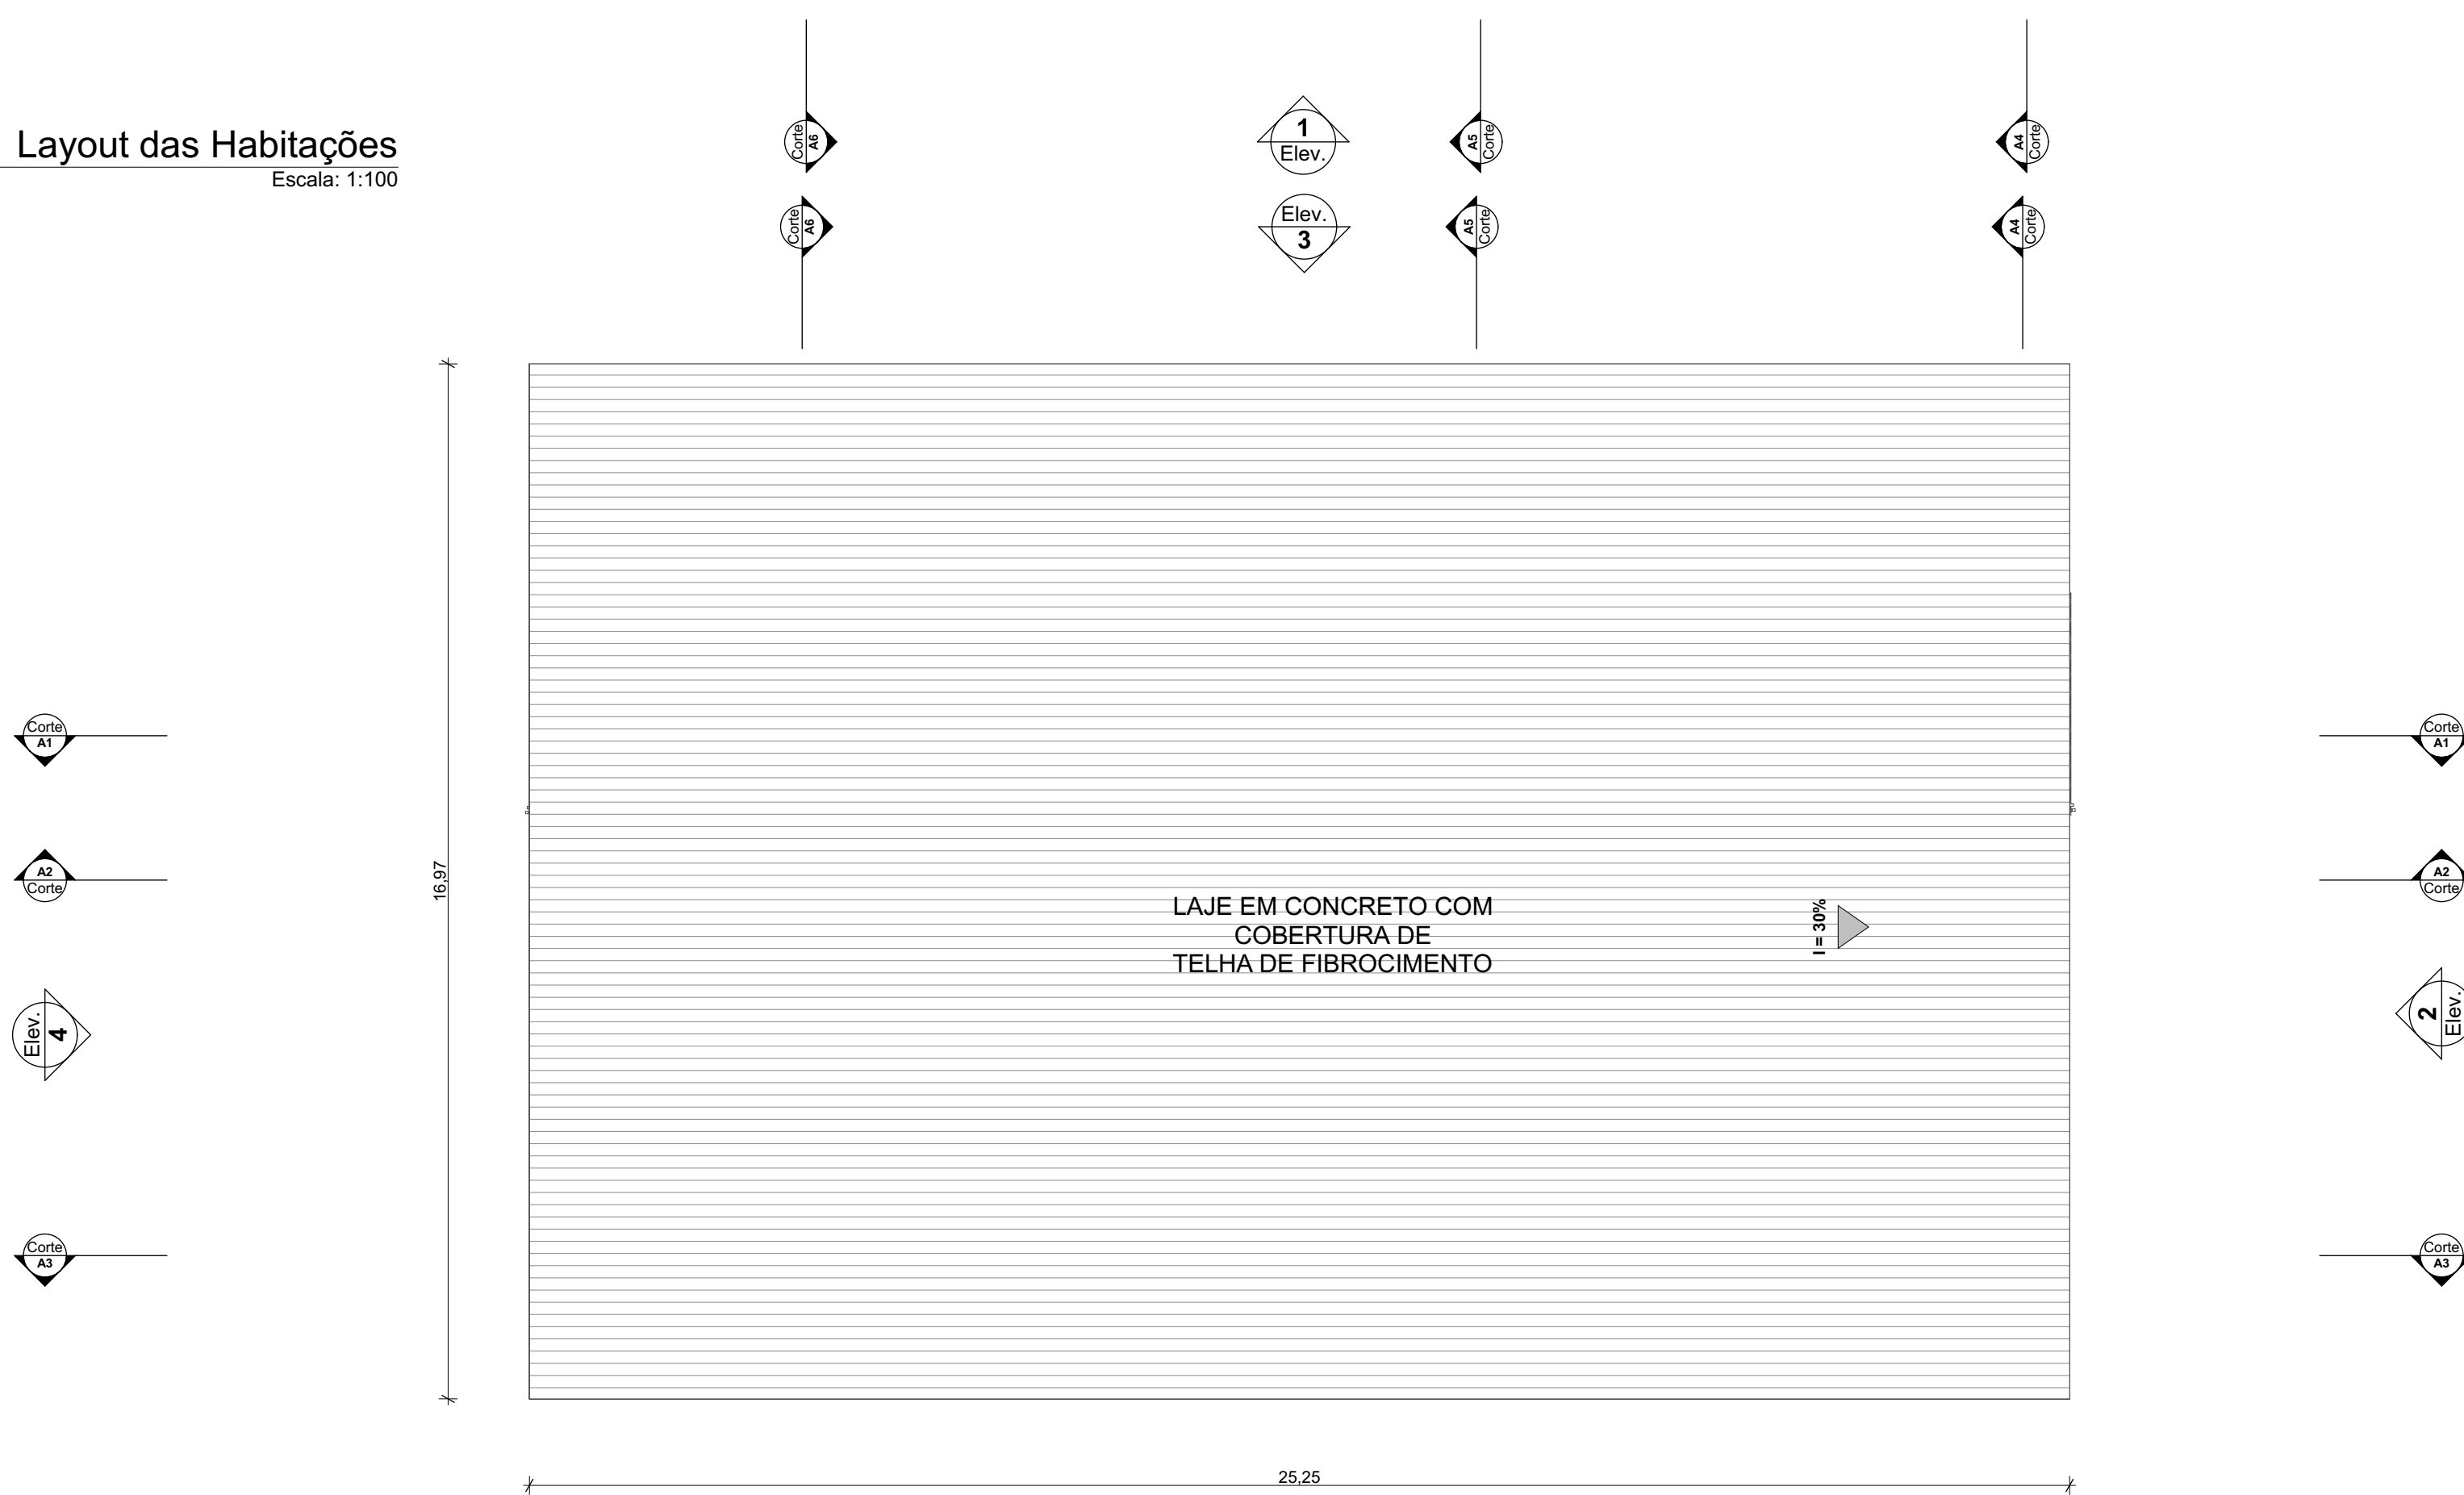 Layout das Habitações
Escala: 1:100
Corte
A6
1
Elev.
A5
Corte
A4
Corte
Corte
A6
Elev.
3
A5
Corte
A4
Corte
Corte
A1
Corte
A1
16,97
A2
Corte
A2
Corte
LAJE EM CONCRETO COM
COBERTURA DE
TELHA DE FIBROCIMENTO
I = 30%
Elev.
4
2
Elev.
Corte
A3
Corte
A3
25,25